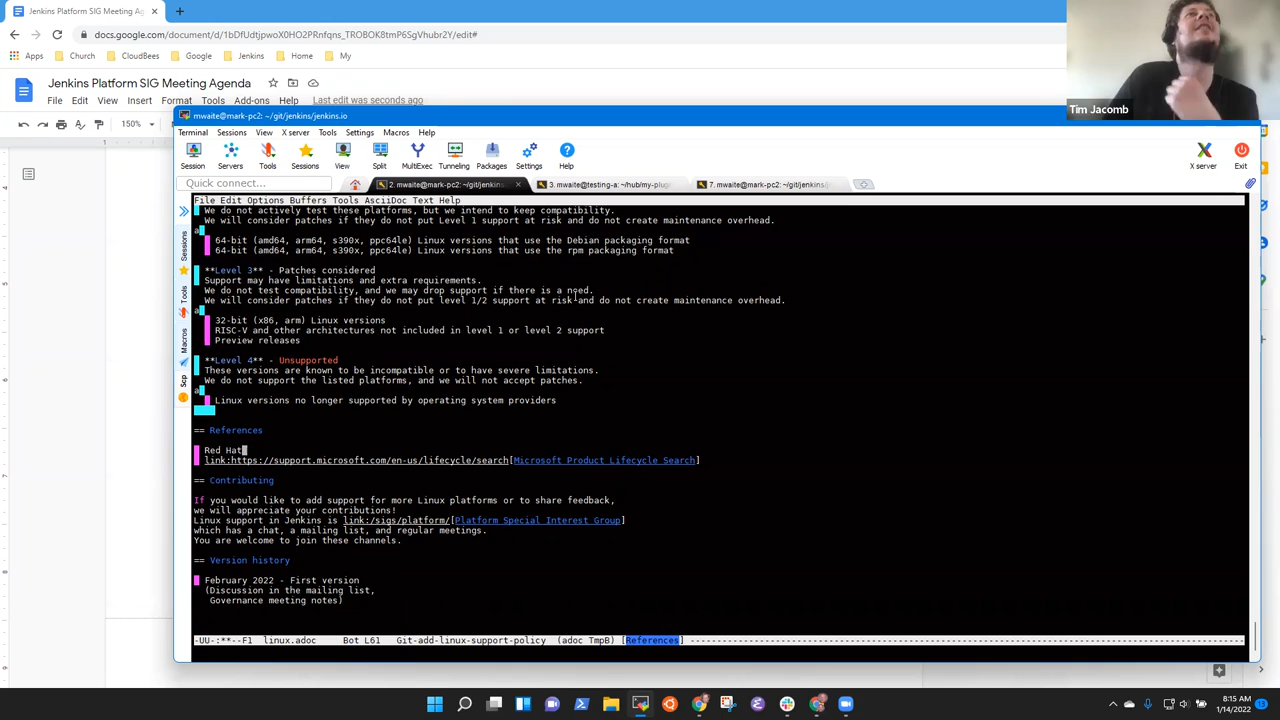 Jenkins Platform SIG Meeting Agenda
docs.google.com/document/d/1bDfUdtjpwoX0HO2PRnfqns_TROBOK8tmP6SgVhubr2Y/edit#
Apps Church CloudBees Google Jenkins Home My
Jenkins Platform SIG Meeting Agenda
File Edit View Insert Format Tools Add-ons Help Last edit was seconds ago
150%
Tim Jacomb
mwaite@mark-pc2: ~/git/jenkins/jenkins.io
Terminal Sessions View X server Tools Settings Macros Help
Session Servers Tools Sessions View Split MultiExec Tunneling Packages Settings Help X server Exit
Quick connect...
2. mwaite@mark-pc2:~/git/jenkins
3. mwaite@testing-a: ~/hub/my-plug
7. mwaite@mark-pc2: ~/git/jenkins/
Sessions
Tools
Macros
Scp
File Edit Options Buffers Tools AsciiDoc Text Help
We do not actively test these platforms, but we intend to keep compatibility.
We will consider patches if they do not put Level 1 support at risk and do not create maintenance overhead.
a
64-bit (amd64, arm64, s390x, ppc64le) Linux versions that use the Debian packaging format
64-bit (amd64, arm64, s390x, ppc64le) Linux versions that use the rpm packaging format
**Level 3** - Patches considered
Support may have limitations and extra requirements.
We do not test compatibility, and we may drop support if there is a need.
We will consider patches if they do not put level 1/2 support at risk and do not create maintenance overhead.
a
32-bit (x86, arm) Linux versions
RISC-V and other architectures not included in level 1 or level 2 support
Preview releases
**Level 4** - Unsupported
These versions are known to be incompatible or to have severe limitations.
We do not support the listed platforms, and we will not accept patches.
a
Linux versions no longer supported by operating system providers
== References
Red Hat
link:https://support.microsoft.com/en-us/lifecycle/search[Microsoft Product Lifecycle Search]
== Contributing
If you would like to add support for more Linux platforms or to share feedback,
we will appreciate your contributions!
Linux support in Jenkins is link:/sigs/platform/[Platform Special Interest Group]
which has a chat, a mailing list, and regular meetings.
You are welcome to join these channels.
== Version history
February 2022 - First version
(Discussion in the mailing list,
Governance meeting notes)
-UU-:**--F1 linux.adoc Bot L61 Git-add-linux-support-policy (adoc TmpB) [References]
8:15 AM
1/14/2022